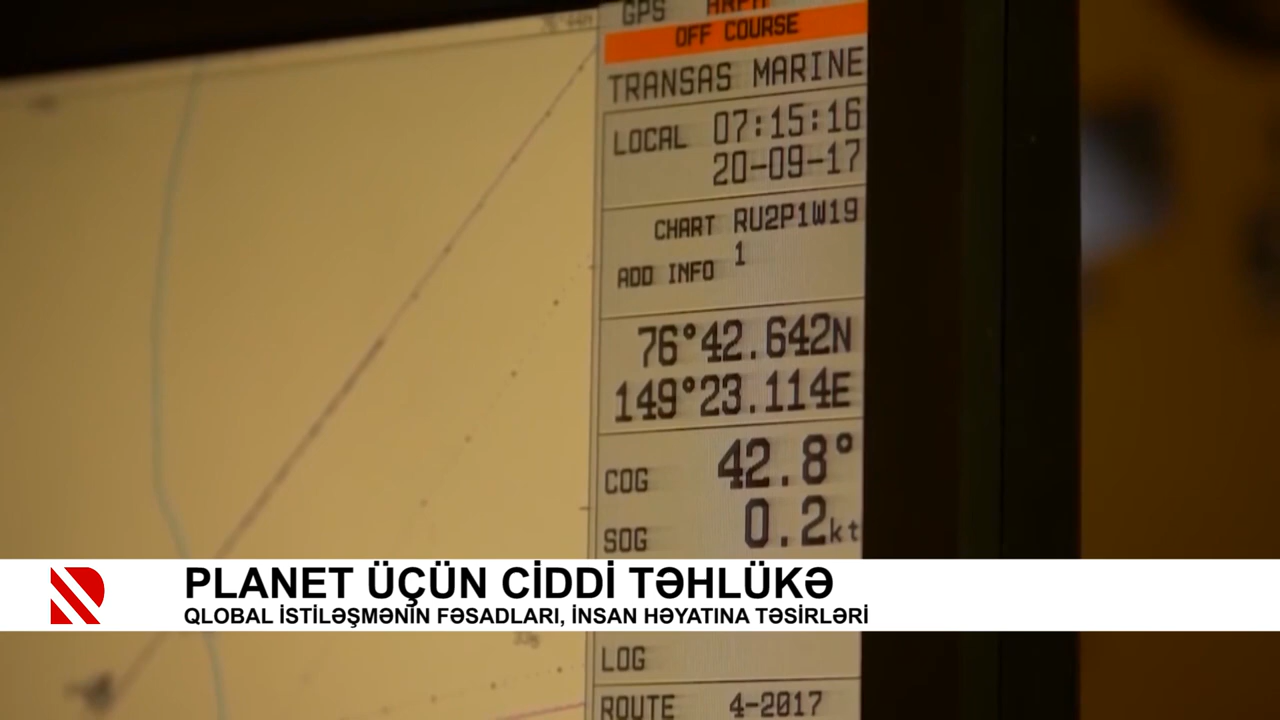 GPS ARPA
OFF COURSE
TRANSAS MARINE
LOCAL 07:15:16
20-09-17
CHART RU2P1W19
ADD INFO 1
76°42.642N
149°23.114E
COG 42.8°
SOG 0.2kt
PLANET ÜÇÜN CİDDİ TƏHLÜKƏ
QLOBAL İSTİLƏŞMƏNİN FƏSADLARI, İNSAN HƏYATINA TƏSİRLƏRİ
LOG
ROUTE 4-2017